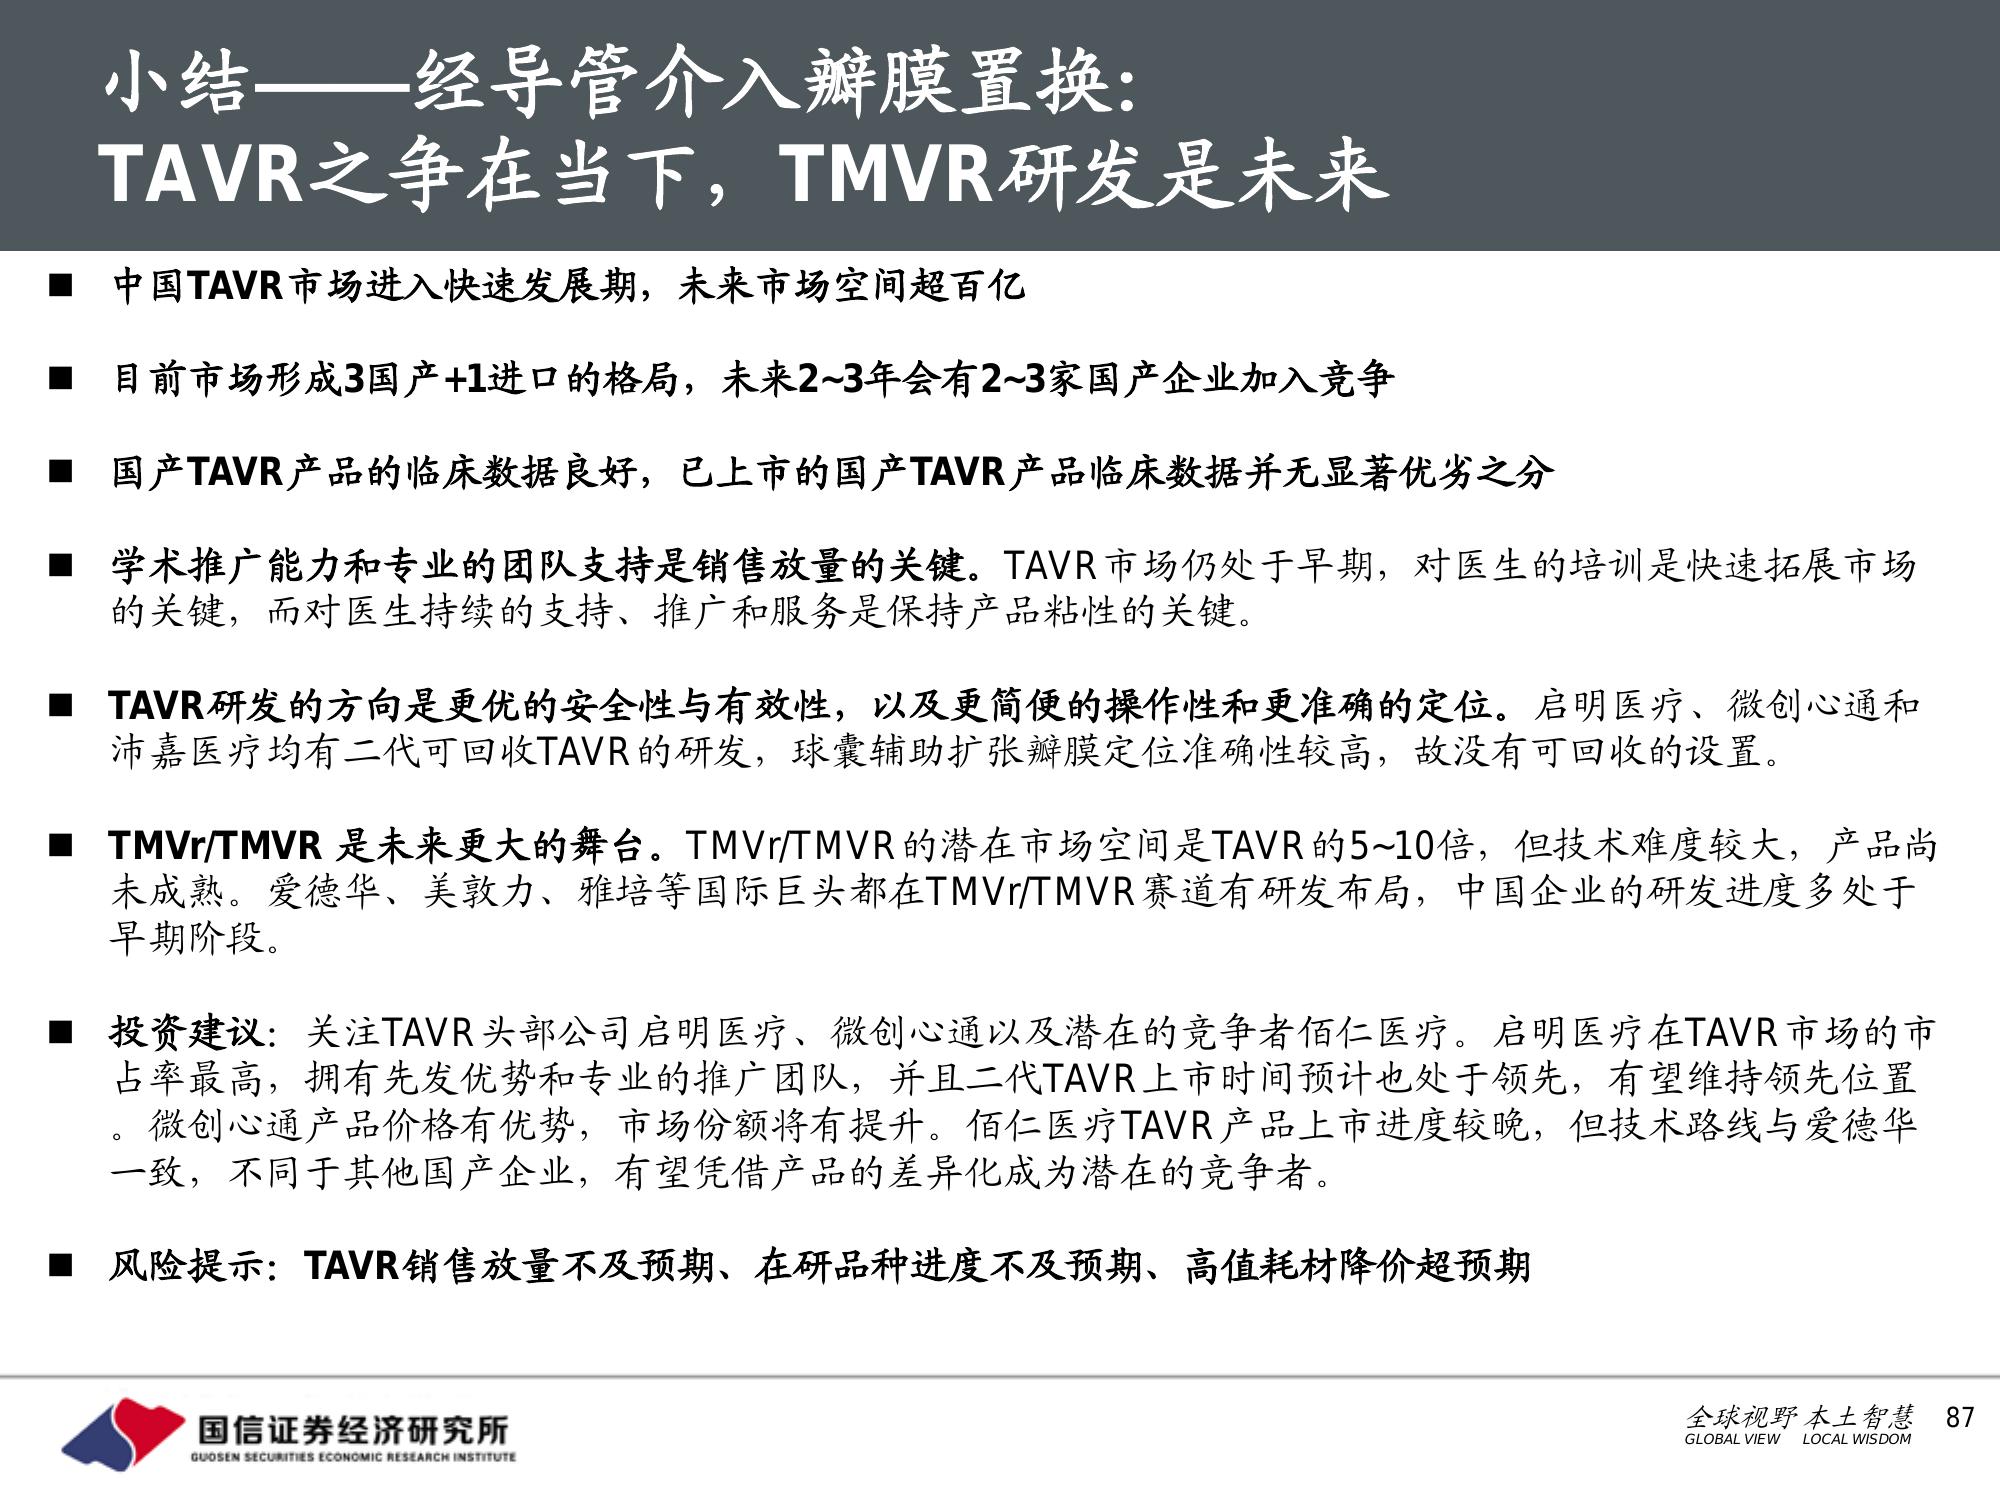 小结——经导管介入瓣膜置换:
TAVR之争在当下，TMVR研发是未来
■ 中国TAVR市场进入快速发展期，未来市场空间超百亿
■ 目前市场形成3国产+1进口的格局，未来2~3年会有2~3家国产企业加入竞争
■ 国产TAVR产品的临床数据良好，已上市的国产TAVR产品临床数据并无显著优劣之分
■ 学术推广能力和专业的团队支持是销售放量的关键。TAVR市场仍处于早期，对医生的培训是快速拓展市场
的关键，而对医生持续的支持、推广和服务是保持产品粘性的关键。
■ TAVR研发的方向是更优的安全性与有效性，以及更简便的操作性和更准确的定位。启明医疗、微创心通和
沛嘉医疗均有二代可回收TAVR的研发，球囊辅助扩张瓣膜定位准确性较高，故没有可回收的设置。
■ TMVr/TMVR 是未来更大的舞台。TMVr/TMVR的潜在市场空间是TAVR的5~10倍，但技术难度较大，产品尚
未成熟。爱德华、美敦力、雅培等国际巨头都在TMVr/TMVR赛道有研发布局，中国企业的研发进度多处于
早期阶段。
■ 投资建议：关注TAVR头部公司启明医疗、微创心通以及潜在的竞争者佰仁医疗。启明医疗在TAVR市场的市
占率最高，拥有先发优势和专业的推广团队，并且二代TAVR上市时间预计也处于领先，有望维持领先位置
。微创心通产品价格有优势，市场份额将有提升。佰仁医疗TAVR产品上市进度较晚，但技术路线与爱德华
一致，不同于其他国产企业，有望凭借产品的差异化成为潜在的竞争者。
■ 风险提示：TAVR销售放量不及预期、在研品种进度不及预期、高值耗材降价超预期
国信证券经济研究所
GUOSEN SECURITIES ECONOMIC RESEARCH INSTITUTE
全球视野 本土智慧
GLOBAL VIEW LOCAL WISDOM
87